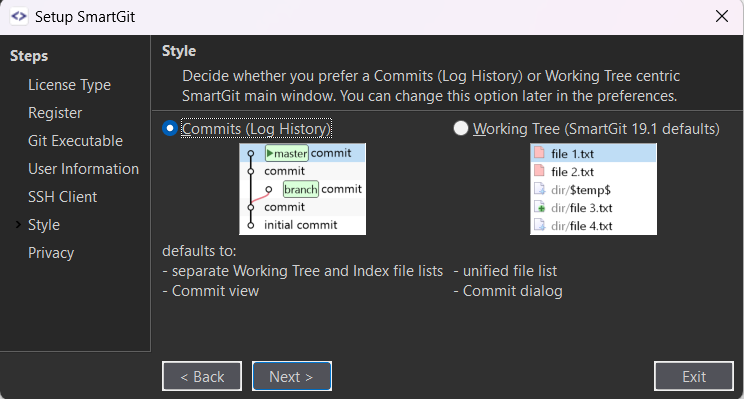 Setup SmartGit
Steps
License Type
Register
Git Executable
User Information
SSH Client
Style
Privacy
Style
Decide whether you prefer a Commits (Log History) or Working Tree centric
SmartGit main window. You can change this option later in the preferences.
Commits (Log History)
master commit
commit
branch commit
commit
initial commit
defaults to:
- separate Working Tree and Index file lists
- Commit view
Working Tree (SmartGit 19.1 defaults)
file 1.txt
file 2.txt
dir/$temp$
dir/file 3.txt
dir/file 4.txt
- unified file list
- Commit dialog
< Back
Next >
Exit